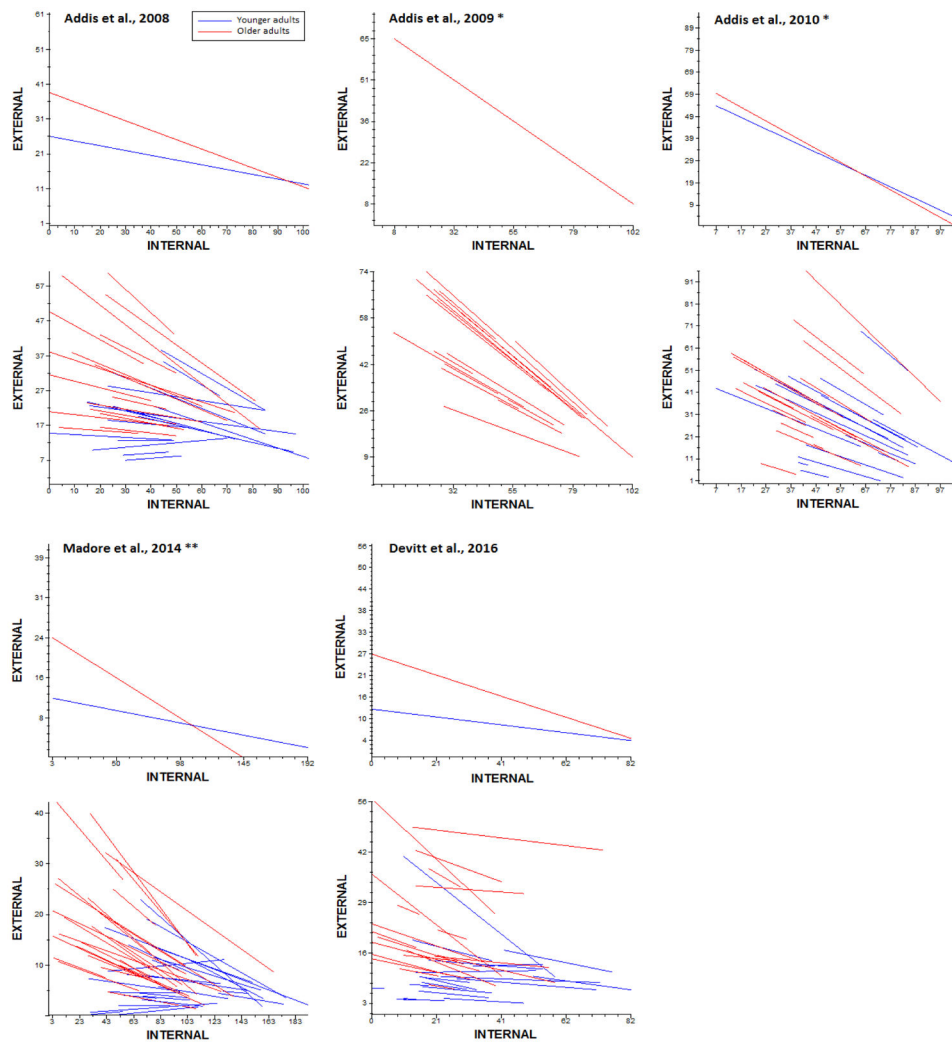 Addis et al., 2008
Younger adults
Older adults
EXTERNAL
61
51
41
31
21
11
1
0 10 20 30 40 50 60 70 80 90 100
INTERNAL
Addis et al., 2009 *
EXTERNAL
65
51
36
22
8
8 32 55 79 102
INTERNAL
Addis et al., 2010 *
EXTERNAL
89
79
69
59
49
39
29
19
9
7 17 27 37 47 57 67 77 87 97
INTERNAL
EXTERNAL
57
47
37
27
17
7
0 10 20 30 40 50 60 70 80 90 100
INTERNAL
EXTERNAL
74
58
42
26
9
8 32 55 79 102
INTERNAL
EXTERNAL
91
81
71
61
51
41
31
21
11
1
7 17 27 37 47 57 67 77 87 97
INTERNAL
Madore et al., 2014 **
EXTERNAL
39
31
24
16
8
3 50 98 145 192
INTERNAL
Devitt et al., 2016
EXTERNAL
56
50
44
38
33
27
21
16
10
4
0 21 41 62 82
INTERNAL
EXTERNAL
40
30
20
10
3 23 43 63 83 103 123 143 163 183
INTERNAL
EXTERNAL
56
42
29
16
3
0 21 41 62 82
INTERNAL